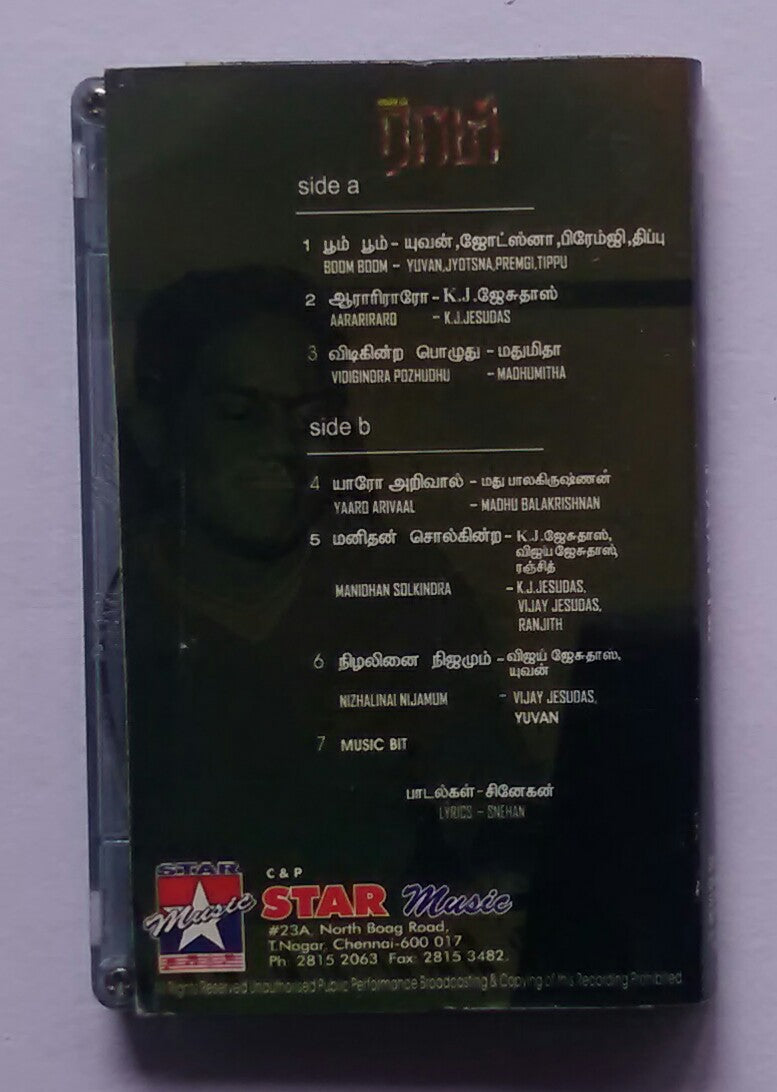 ராம்
side a
1 பூம் பூம் - யுவன்,ஜோட்ஸ்னா,பிரேம்ஜி,திப்பு
BOOM BOOM - YUVAN,JYOTSNA,PREMGI,TIPPU
2 ஆராரிராரோ - K.J.ஜேசுதாஸ்
AARARIRARO - K.J.JESUDAS
3 விடிகின்ற பொழுது - மதுமிதா
VIDIGINDRA POZHUDHU - MADHUMITHA
side b
4 யாரோ அறிவால் - மது பாலகிருஷ்ணன்
YAARO ARIVAAL - MADHU BALAKRISHNAN
5 மனிதன் சொல்கின்ற - K.J.ஜேசுதாஸ்,
விஜய் ஜேசுதாஸ்,
ரஞ்சித்
MANIDHAN SOLKINDRA - K.J.JESUDAS,
VIJAY JESUDAS,
RANJITH
6 நிழலினை நிஜமும் - விஜய் ஜேசுதாஸ்,
யுவன்
NIZHALINAI NIJAMUM - VIJAY JESUDAS,
YUVAN
7 MUSIC BIT
பாடல்கள் - சினேகன்
LYRICS - SNEHAN
STAR
Music
C & P
STAR Music
#23A, North Boag Road,
T.Nagar, Chennai-600 017
Ph: 2815 2063 Fax: 2815 3482.
All Rights Reserved Unauthorised Public Performance Broadcasting & Copying of this Recording Prohibited